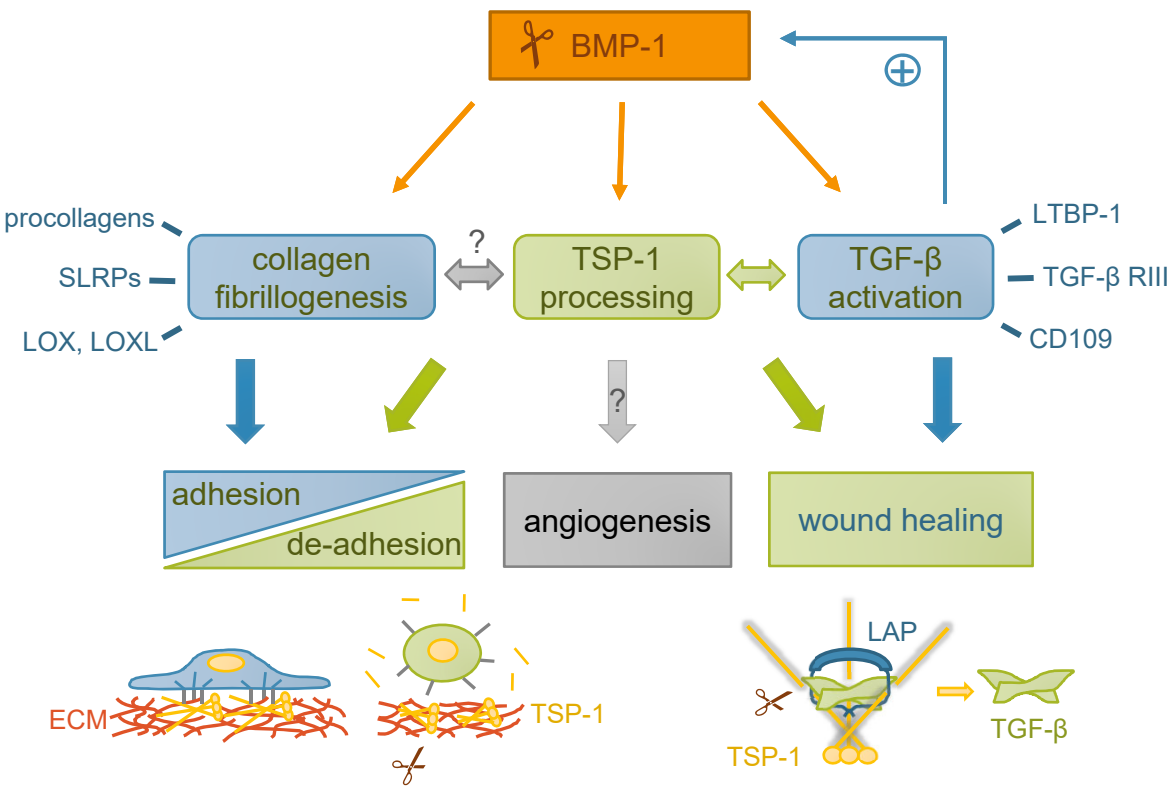 BMP-1
procollagens
SLRPs
LOX, LOXL
collagen
fibrillogenesis
?
TSP-1
processing
TGF-β
activation
LTBP-1
TGF-β RIII
CD109
?
adhesion
de-adhesion
angiogenesis
wound healing
ECM
TSP-1
LAP
TSP-1
TGF-β